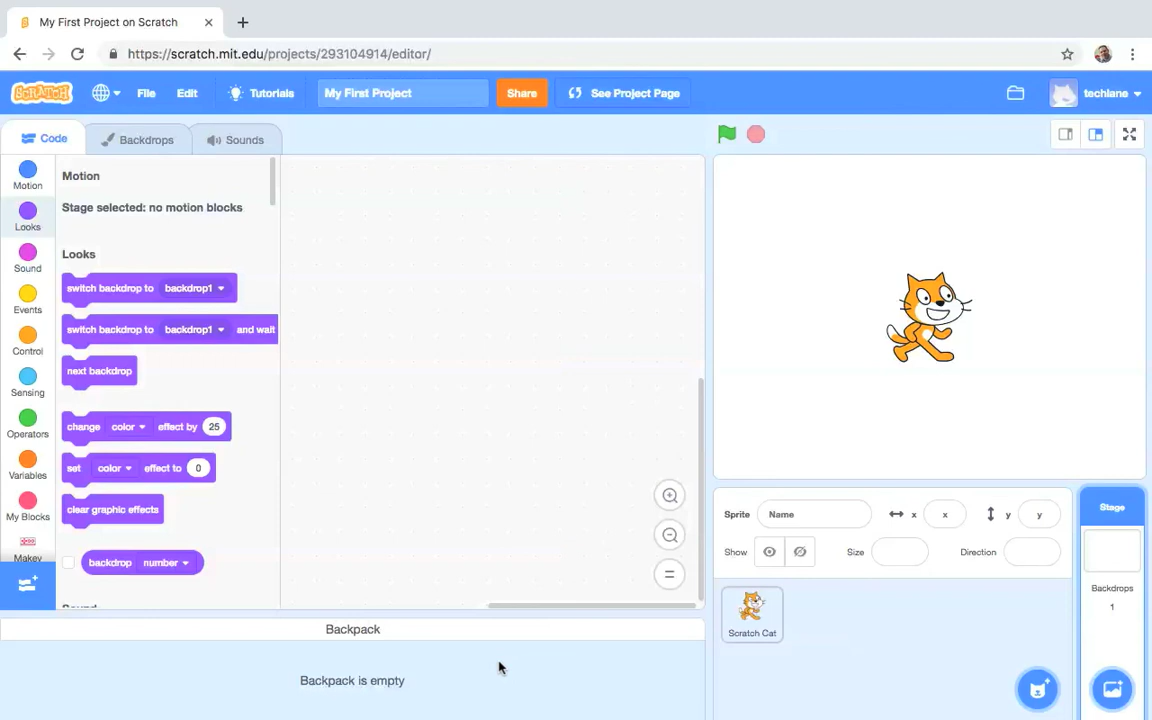 My First Project on Scratch
https://scratch.mit.edu/projects/293104914/editor/
SCRATCH File Edit Tutorials My First Project Share See Project Page techlane
Code Backdrops Sounds
Motion
Looks
Sound
Events
Control
Sensing
Operators
Variables
My Blocks
Makey
Motion
Stage selected: no motion blocks
Looks
switch backdrop to backdrop1
switch backdrop to backdrop1 and wait
next backdrop
change color effect by 25
set color effect to 0
clear graphic effects
backdrop number
Sound
Backpack
Backpack is empty
Sprite Name x x y y
Show Size Direction
Scratch Cat
Stage
Backdrops
1